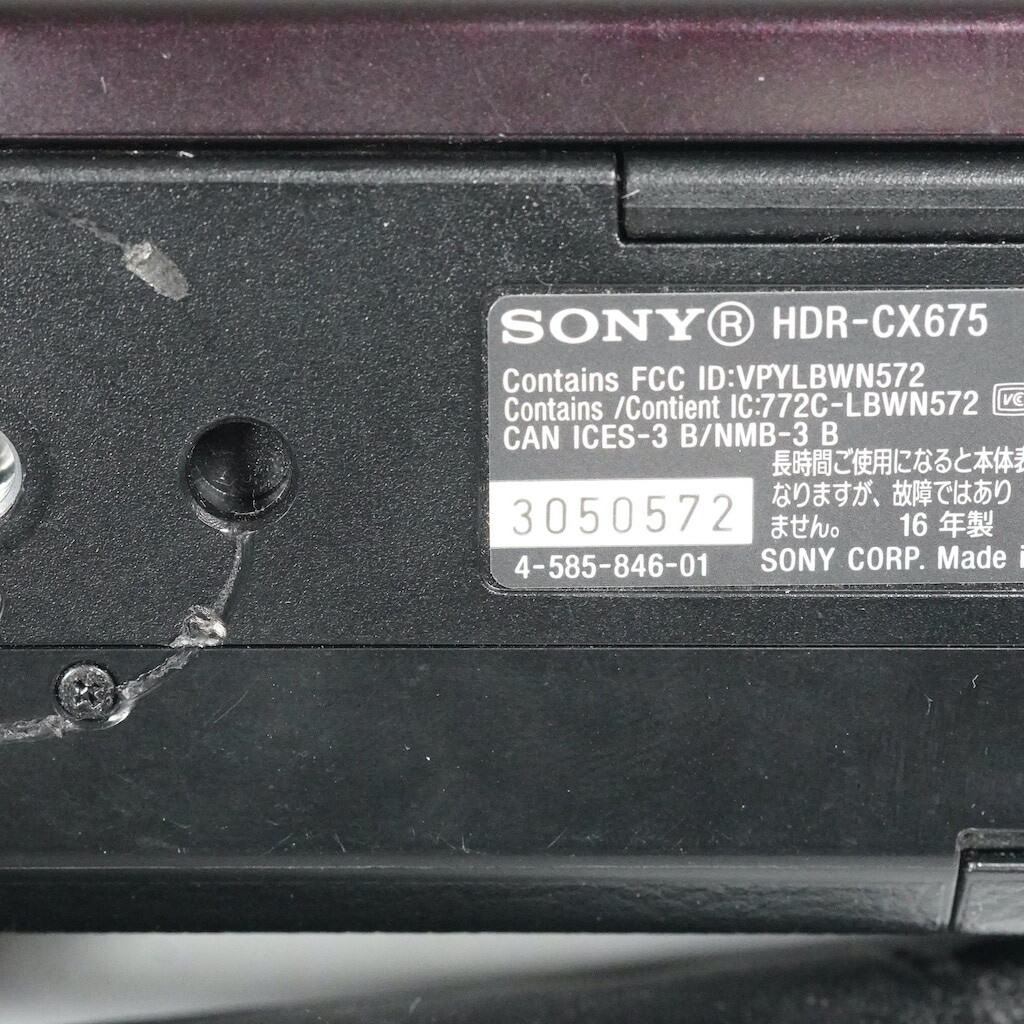 SONY® HDR-CX675
Contains FCC ID:VPYLBWN572
Contains /Contient IC:772C-LBWN572
CAN ICES-3 B/NMB-3 B
長時間ご使用になると本体表
なりますが、故障ではあり
ません。 16 年製
3050572
4-585-846-01
SONY CORP. Made